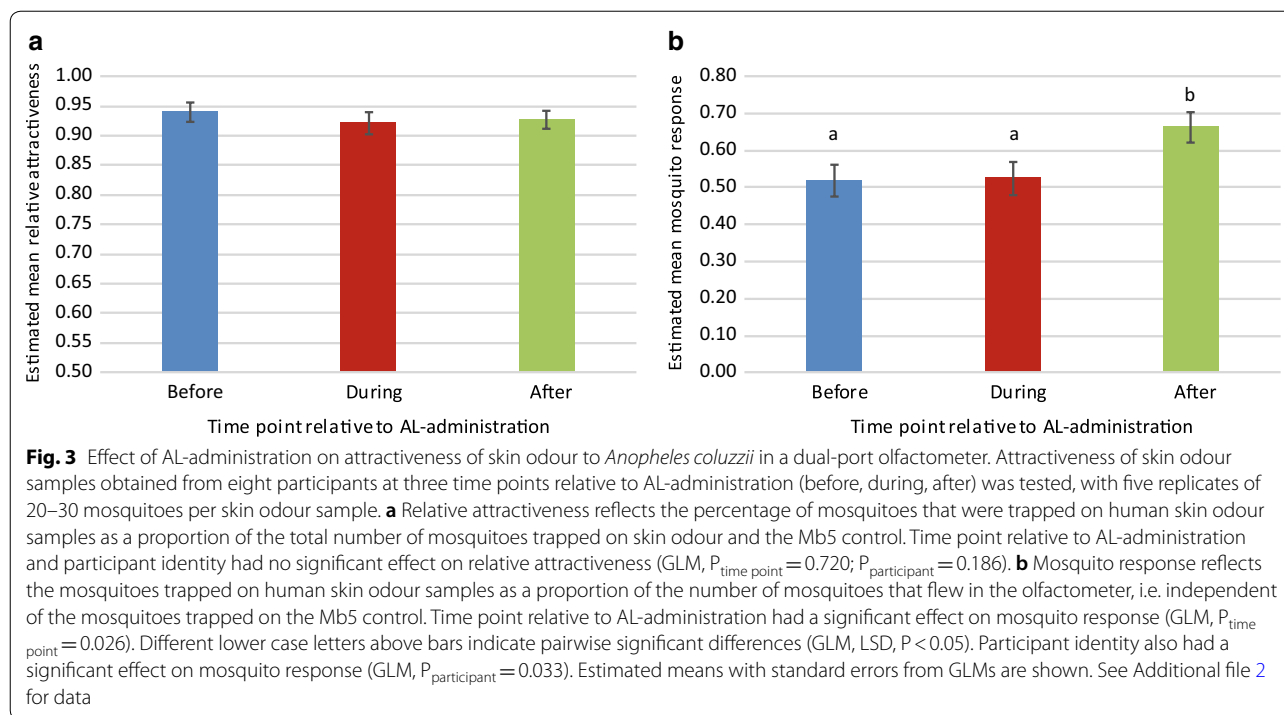 a
b
Estimated mean relative attractiveness
1.00
0.95
0.90
0.85
0.80
0.75
0.70
0.65
0.60
0.55
0.50
Before During After
Time point relative to AL-administration
Estimated mean mosquito response
0.80
0.70
0.60
0.50
0.40
0.30
0.20
0.10
0.00
a a b
Before During After
Time point relative to AL-administration
Fig. 3 Effect of AL-administration on attractiveness of skin odour to Anopheles coluzzii in a dual-port olfactometer. Attractiveness of skin odour
samples obtained from eight participants at three time points relative to AL-administration (before, during, after) was tested, with five replicates of
20–30 mosquitoes per skin odour sample. a Relative attractiveness reflects the percentage of mosquitoes that were trapped on human skin odour
samples as a proportion of the total number of mosquitoes trapped on skin odour and the Mb5 control. Time point relative to AL-administration
and participant identity had no significant effect on relative attractiveness (GLM, P time point = 0.720; P participant = 0.186). b Mosquito response reflects
the mosquitoes trapped on human skin odour samples as a proportion of the number of mosquitoes that flew in the olfactometer, i.e. independent
of the mosquitoes trapped on the Mb5 control. Time point relative to AL-administration had a significant effect on mosquito response (GLM, P time
point = 0.026). Different lower case letters above bars indicate pairwise significant differences (GLM, LSD, P < 0.05). Participant identity also had a
significant effect on mosquito response (GLM, P participant = 0.033). Estimated means with standard errors from GLMs are shown. See Additional file 2
for data